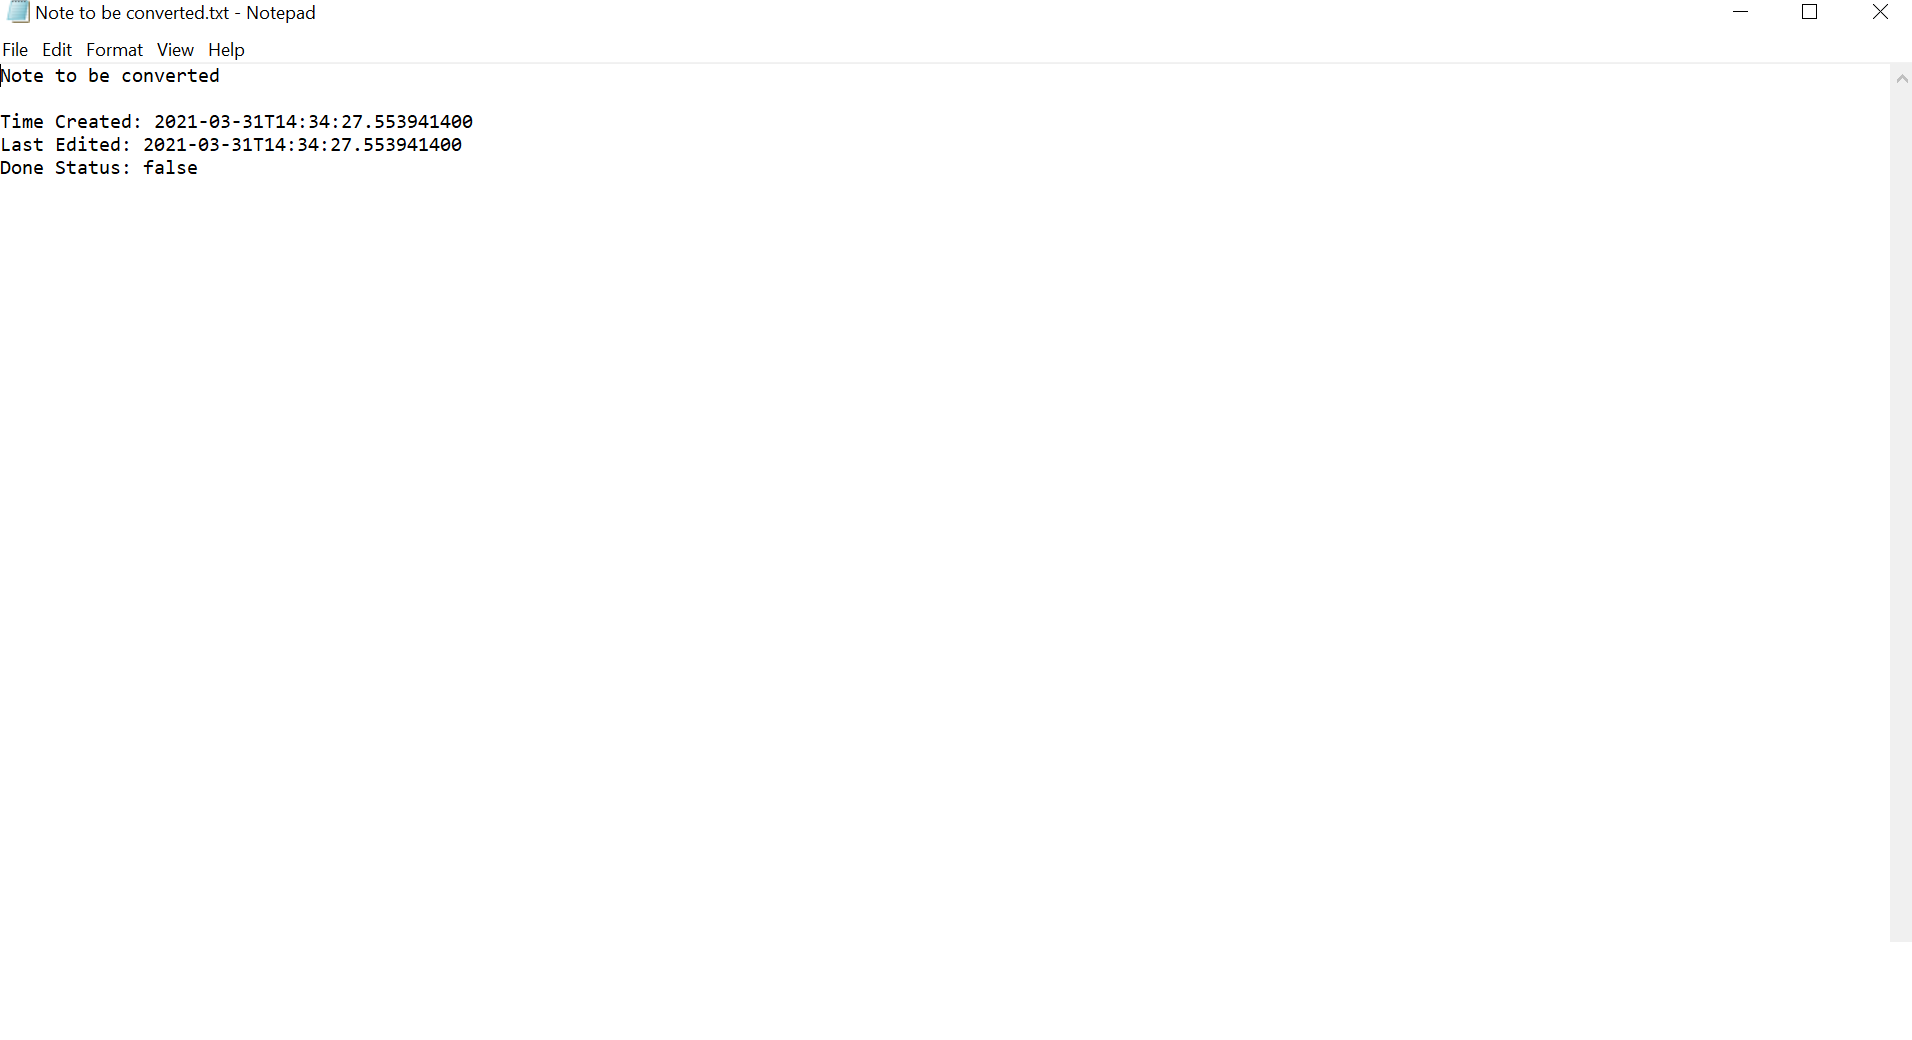 Note to be converted.txt - Notepad
File Edit Format View Help
Note to be converted
Time Created: 2021-03-31T14:34:27.553941400
Last Edited: 2021-03-31T14:34:27.553941400
Done Status: false